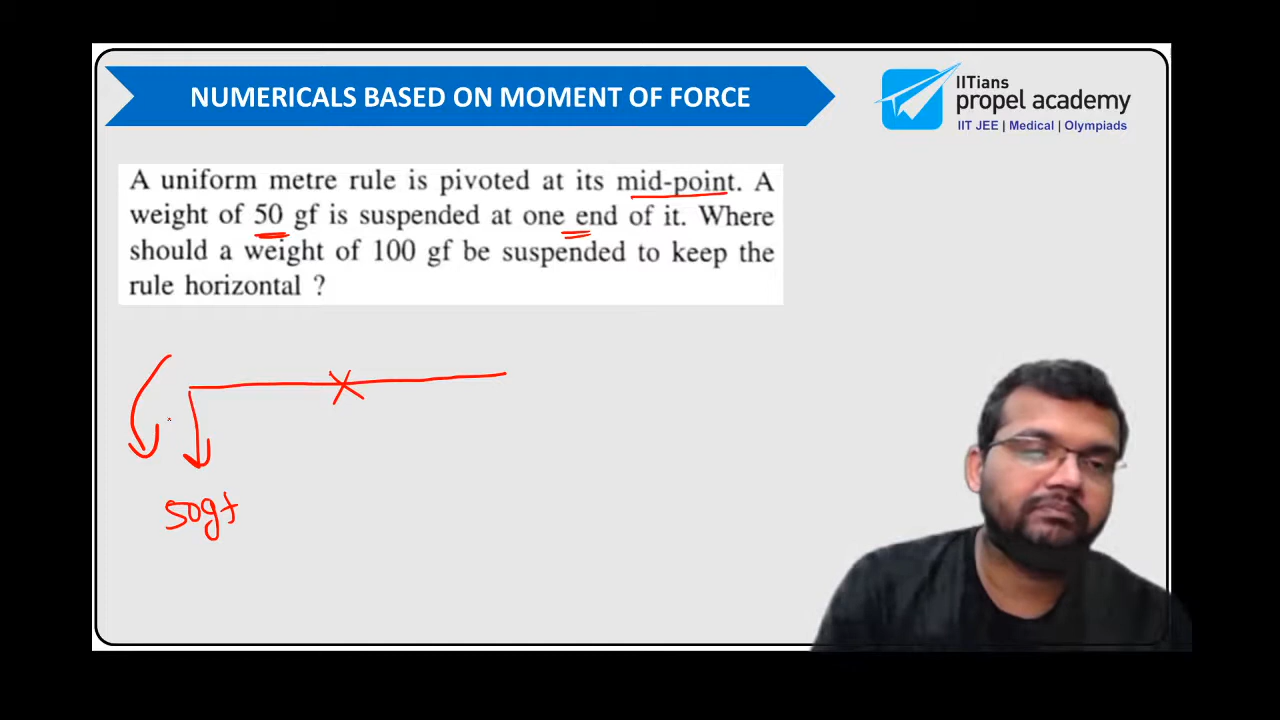 NUMERICALS BASED ON MOMENT OF FORCE
IITians
propel academy
IIT JEE | Medical | Olympiads
A uniform metre rule is pivoted at its mid-point. A
weight of 50 gf is suspended at one end of it. Where
should a weight of 100 gf be suspended to keep the
rule horizontal ?
50gf